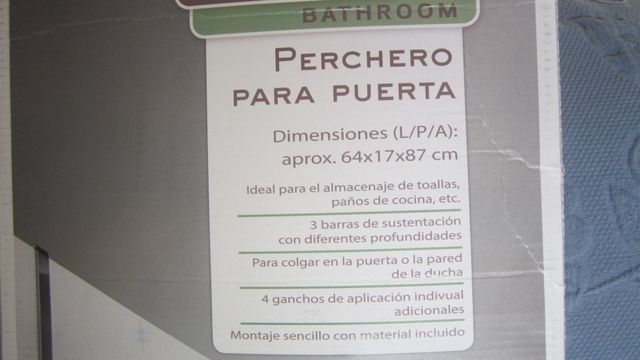 BATHROOM
PERCHERO
PARA PUERTA
Dimensiones (L/P/A):
aprox. 64x17x87 cm
Ideal para el almacenaje de toallas,
paños de cocina, etc.
3 barras de sustentación
con diferentes profundidades
Para colgar en la puerta o la pared
de la ducha
4 ganchos de aplicación indivual
adicionales
Montaje sencillo con material incluido